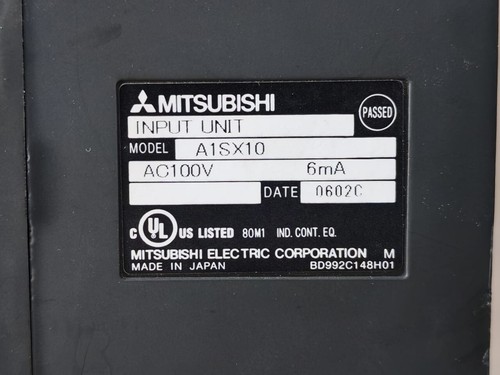 MITSUBISHI
PASSED
INPUT UNIT
MODEL A1SX10
AC100V 6mA
DATE 0602C
C UL US LISTED 80M1 IND. CONT. EQ.
MITSUBISHI ELECTRIC CORPORATION M
MADE IN JAPAN BD992C148H01